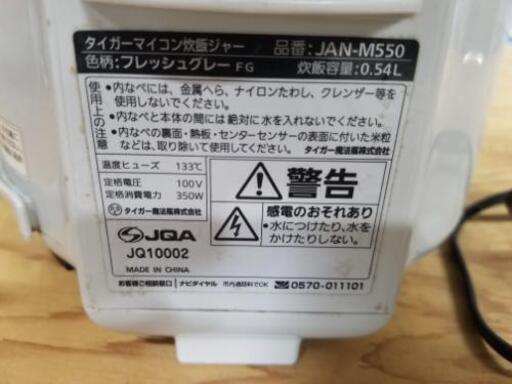 タイガーマイコン炊飯ジャー 品番：JAN-M550
色柄：フレッシュグレー FG 炊飯容量：0.54L
使用上の注意
●内なべには、金属へら、ナイロンたわし、クレンザー等を
使用しないでください。
●内なべと本体の間には絶対に水を入れないでください。
●内なべの裏面・熱板・センターセンサーの表面に付いた米粒
などは、取り除いて使用してください。 タイガー魔法瓶株式会社
温度ヒューズ 133℃
定格電圧 100V
定格消費電力 350W
タイガー魔法瓶株式会社
警告
感電のおそれあり
●水につけたり、水を
かけたりしない。
JQA
JQ10002
MADE IN CHINA
お客様ご相談窓口 ナビダイヤル 市内通話料でOK 0570-011101